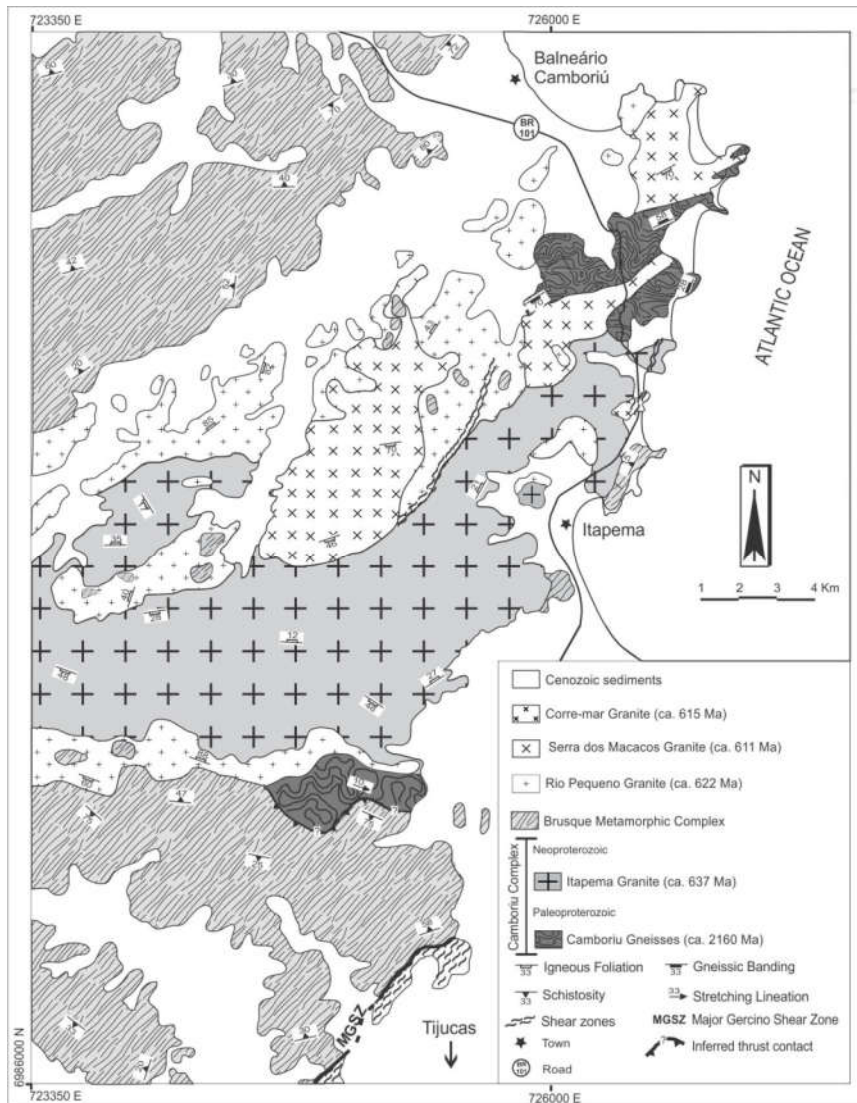 723350 E
726000 E
Balneário
Camboriú
BR
101
ATLANTIC OCEAN
Itapema
N
1 2 3 4 Km
12
10
MGSZ
Tijucas
6986000 N
Cenozoic sediments
Corre-mar Granite (ca. 615 Ma)
Serra dos Macacos Granite (ca. 611 Ma)
Rio Pequeno Granite (ca. 622 Ma)
Brusque Metamorphic Complex
Camboriu Complex
Neoproterozoic
Itapema Granite (ca. 637 Ma)
Paleoproterozoic
Camboriu Gneisses (ca. 2160 Ma)
33 Igneous Foliation
33 Gneissic Banding
33 Schistosity
33 Stretching Lineation
Shear zones
MGSZ Major Gercino Shear Zone
Town
? Inferred thrust contact
BR
101
Road
723350 E
726000 E